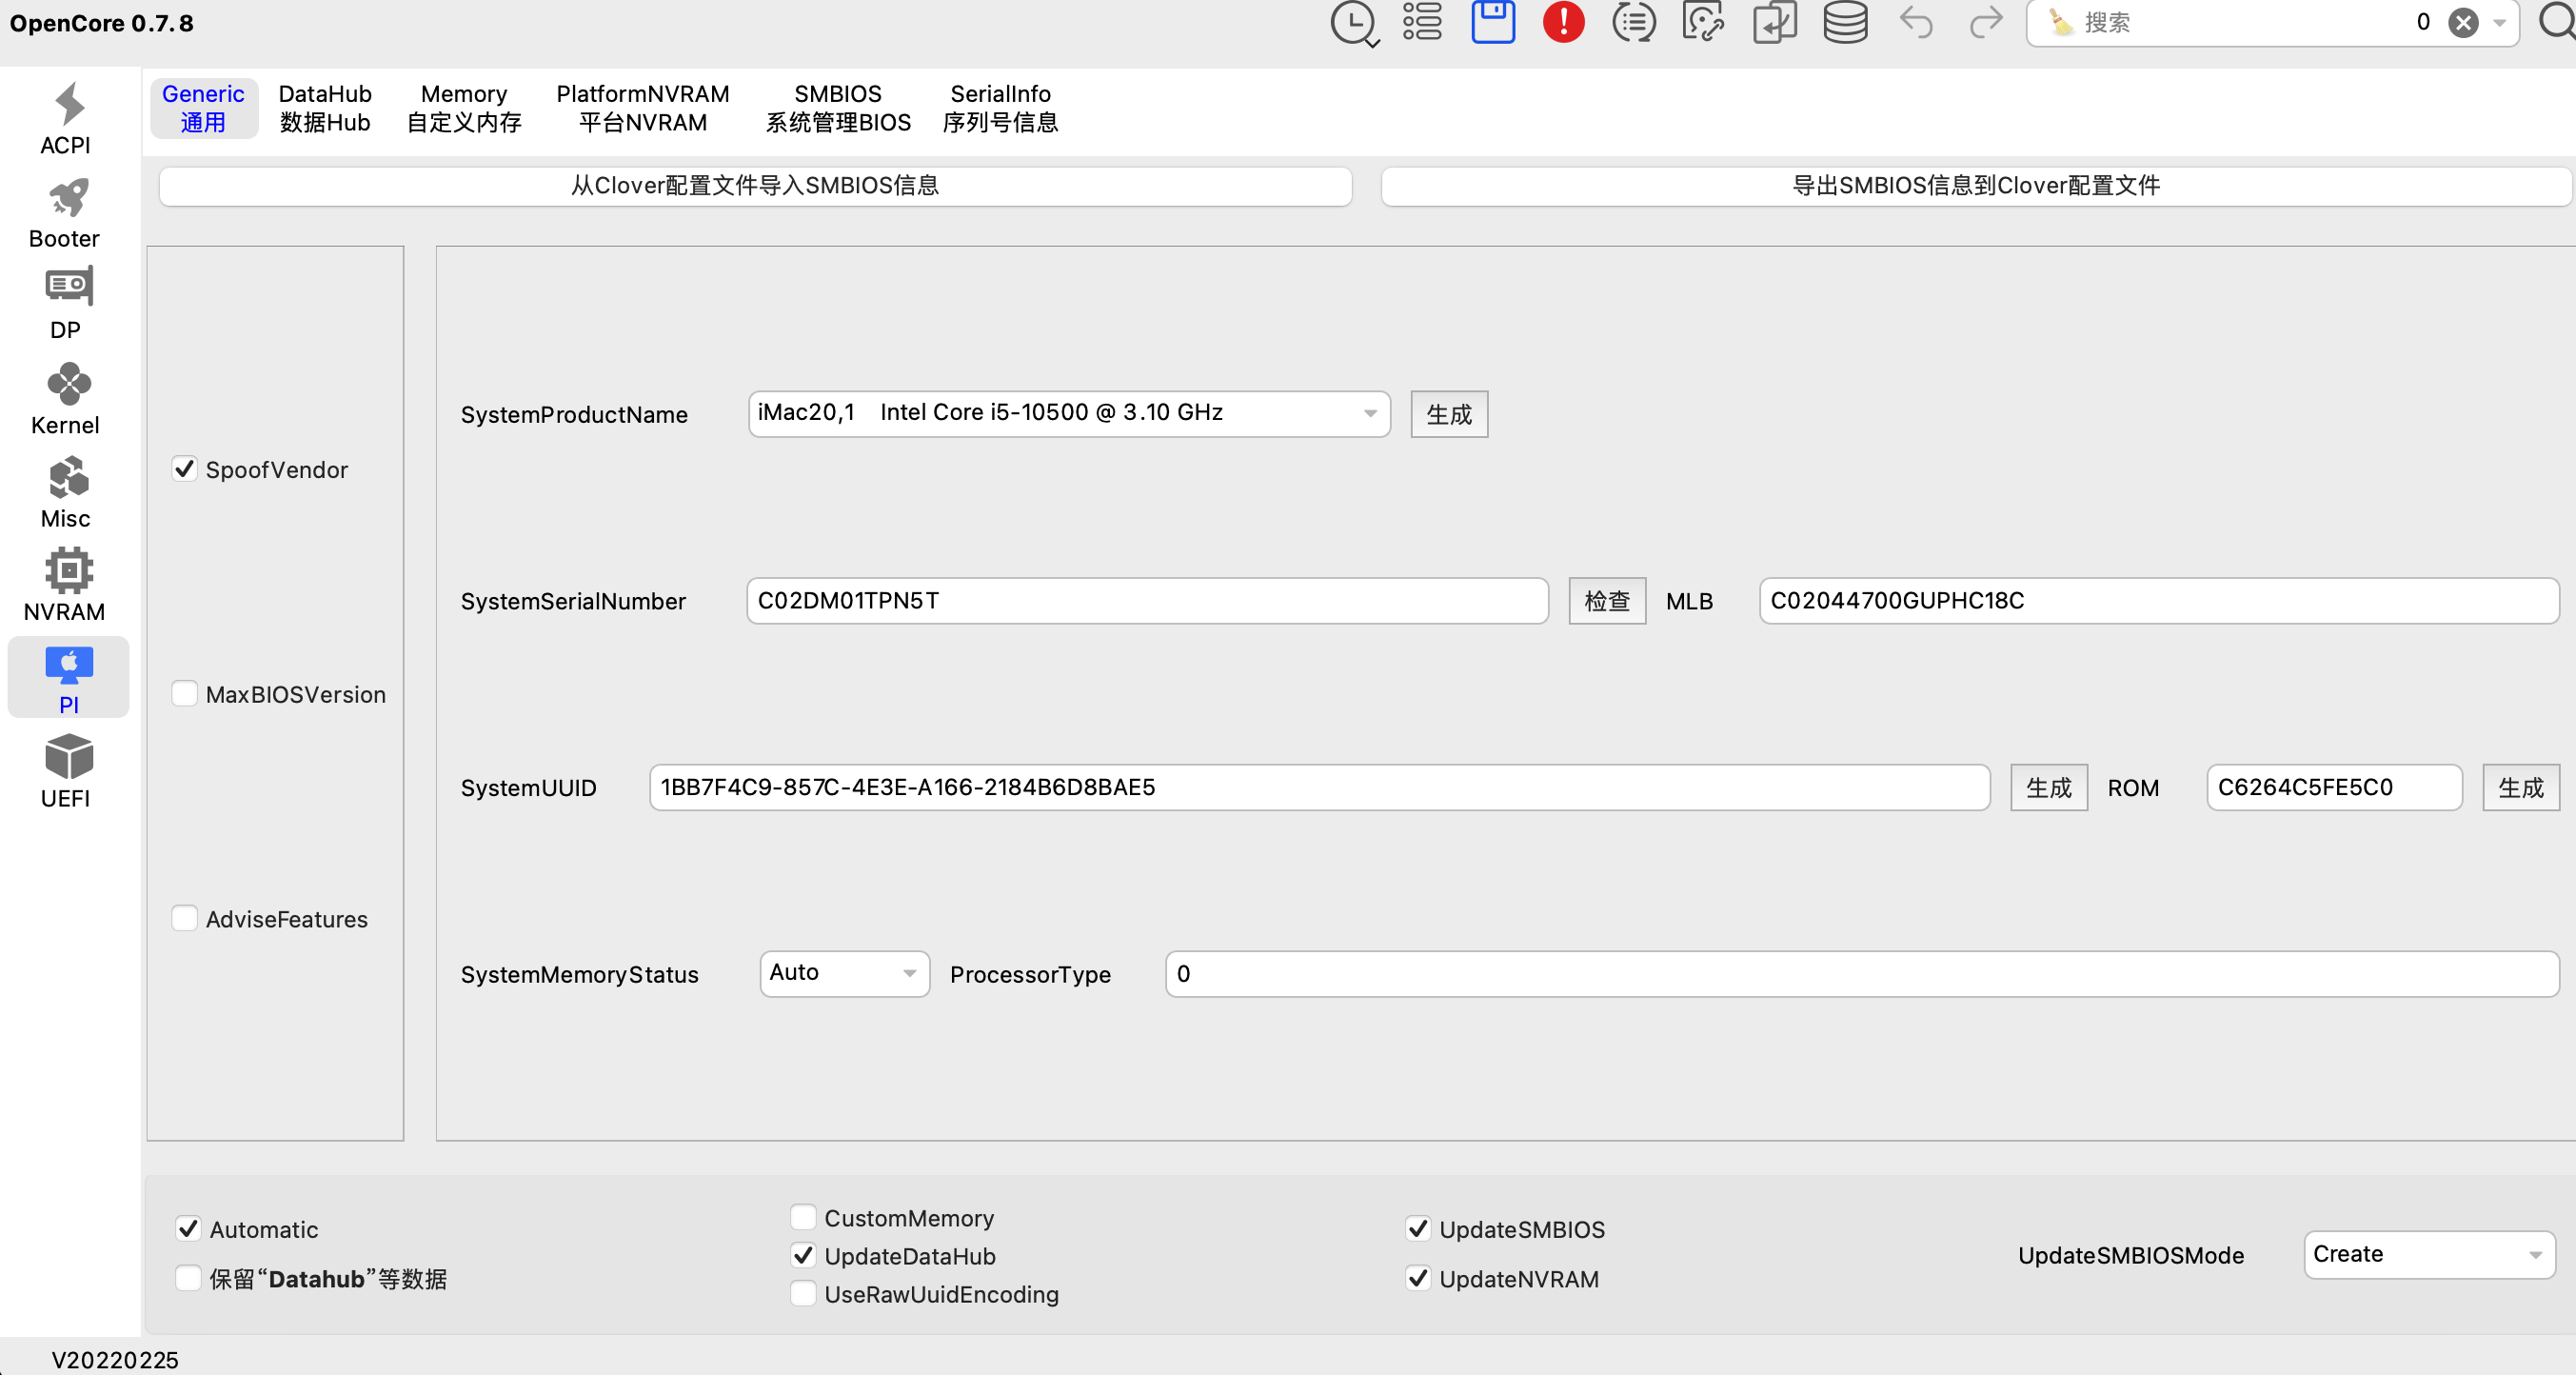 OpenCore 0.7.8
搜索
0
ACPI
Booter
DP
Kernel
Misc
NVRAM
PI
UEFI
Generic
通用
DataHub
数据Hub
Memory
自定义内存
PlatformNVRAM
平台NVRAM
SMBIOS
系统管理BIOS
SerialInfo
序列号信息
从Clover配置文件导入SMBIOS信息
导出SMBIOS信息到Clover配置文件
SpoofVendor
MaxBIOSVersion
AdviseFeatures
SystemProductName
iMac20,1 Intel Core i5-10500 @ 3.10 GHz
生成
SystemSerialNumber
C02DM01TPN5T
检查
MLB
C02044700GUPHC18C
SystemUUID
1BB7F4C9-857C-4E3E-A166-2184B6D8BAE5
生成
ROM
C6264C5FE5C0
生成
SystemMemoryStatus
Auto
ProcessorType
0
Automatic
保留“Datahub”等数据
CustomMemory
UpdateDataHub
UseRawUuidEncoding
UpdateSMBIOS
UpdateNVRAM
UpdateSMBIOSMode
Create
V20220225